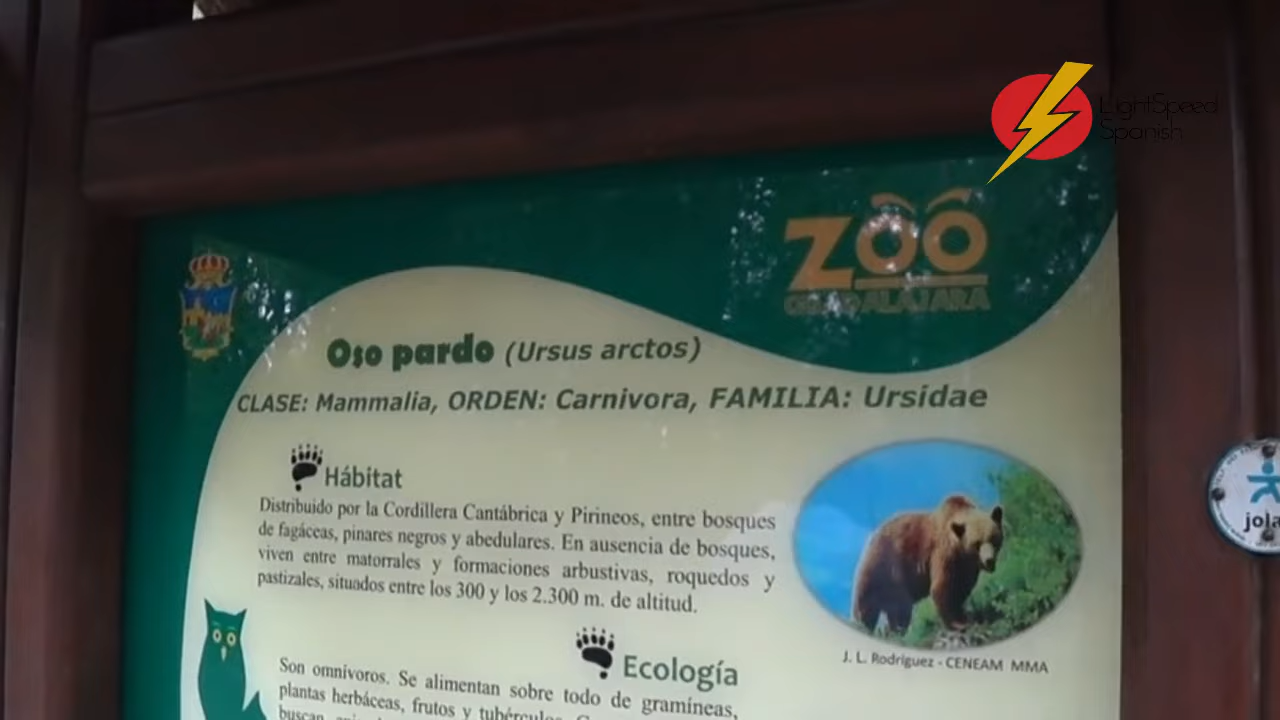 LightSpeed
Spanish
ZOO
GUADALAJARA
Oso pardo (Ursus arctos)
CLASE: Mammalia, ORDEN: Carnivora, FAMILIA: Ursidae
Hábitat
Distribuido por la Cordillera Cantábrica y Pirineos, entre bosques
de fagáceas, pinares negros y abedulares. En ausencia de bosques,
viven entre matorrales y formaciones arbustivas, roquedos y
pastizales, situados entre los 300 y los 2.300 m. de altitud.
J. L. Rodríguez - CENEAM MMA
Ecología
Son omnívoros. Se alimentan sobre todo de gramíneas,
plantas herbáceas, frutos y tubérculos.
buscan
jola